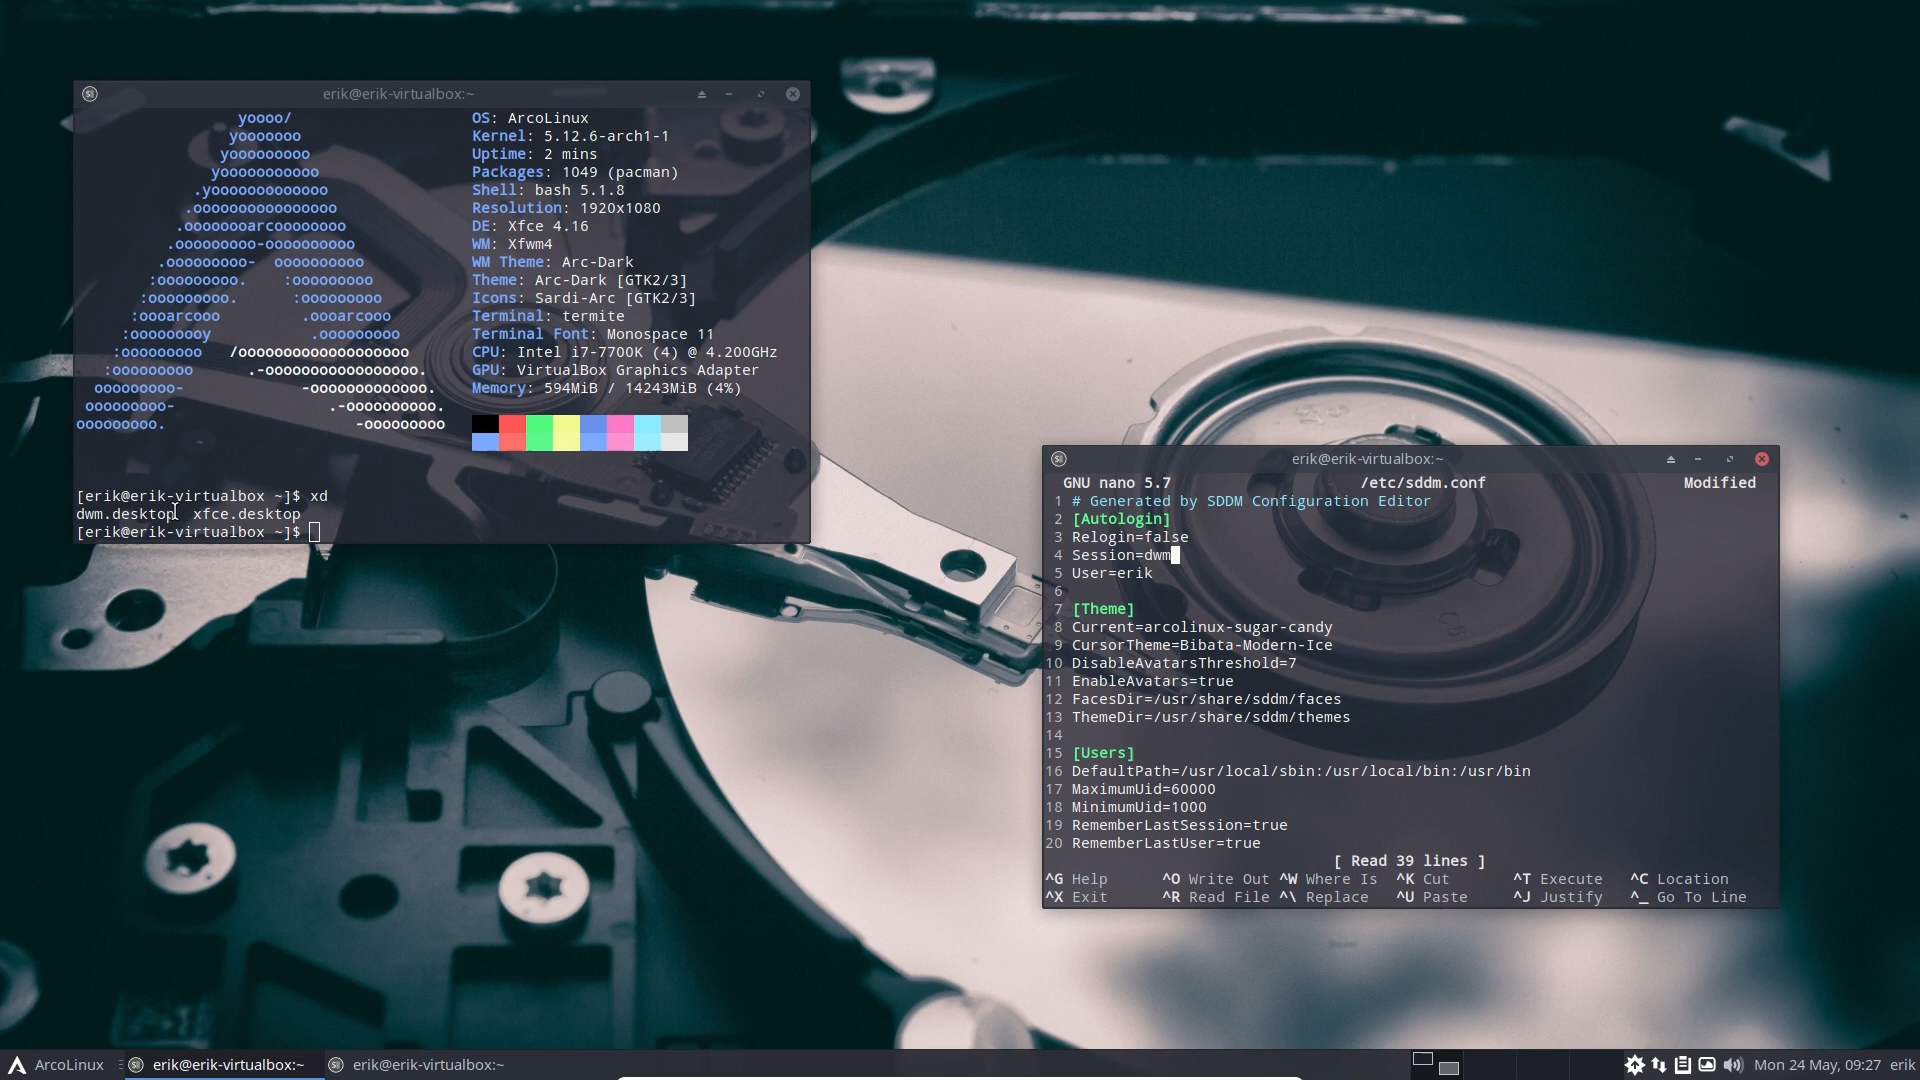 erik@erik-virtualbox:~
yoooo/
yooooooo
yooooooooo
yooooooooooo
.yooooooooooooo
.oooooooooooooooo
.oooooooarcoooooooo
.ooooooooo-oooooooooo
.ooooooooo-  oooooooooo
:ooooooooo.    :ooooooooo
:ooooooooo.      :ooooooooo
:oooarcooo         .oooarcooo
:ooooooooy           .ooooooooo
:ooooooooo   /ooooooooooooooooooo
:ooooooooo      .-ooooooooooooooooo.
ooooooooo-             -ooooooooooooo.
ooooooooo-                 .-oooooooooo.
ooooooooo.                     -ooooooooo
OS: ArcoLinux
Kernel: 5.12.6-arch1-1
Uptime: 2 mins
Packages: 1049 (pacman)
Shell: bash 5.1.8
Resolution: 1920x1080
DE: Xfce 4.16
WM: Xfwm4
WM Theme: Arc-Dark
Theme: Arc-Dark [GTK2/3]
Icons: Sardi-Arc [GTK2/3]
Terminal: termite
Terminal Font: Monospace 11
CPU: Intel i7-7700K (4) @ 4.200GHz
GPU: VirtualBox Graphics Adapter
Memory: 594MiB / 14243MiB (4%)
[erik@erik-virtualbox ~]$ xd
dwm.desktop  xfce.desktop
[erik@erik-virtualbox ~]$
erik@erik-virtualbox:~
GNU nano 5.7 /etc/sddm.conf Modified
1 # Generated by SDDM Configuration Editor
2 [Autologin]
3 Relogin=false
4 Session=dwm
5 User=erik
6
7 [Theme]
8 Current=arcolinux-sugar-candy
9 CursorTheme=Bibata-Modern-Ice
10 DisableAvatarsThreshold=7
11 EnableAvatars=true
12 FacesDir=/usr/share/sddm/faces
13 ThemeDir=/usr/share/sddm/themes
14
15 [Users]
16 DefaultPath=/usr/local/sbin:/usr/local/bin:/usr/bin
17 MaximumUid=60000
18 MinimumUid=1000
19 RememberLastSession=true
20 RememberLastUser=true
[ Read 39 lines ]
^G Help ^O Write Out ^W Where Is ^K Cut ^T Execute ^C Location
^X Exit ^R Read File ^\ Replace ^U Paste ^J Justify ^_ Go To Line
ArcoLinux erik@erik-virtualbox:~ erik@erik-virtualbox:~ Mon 24 May, 09:27 erik